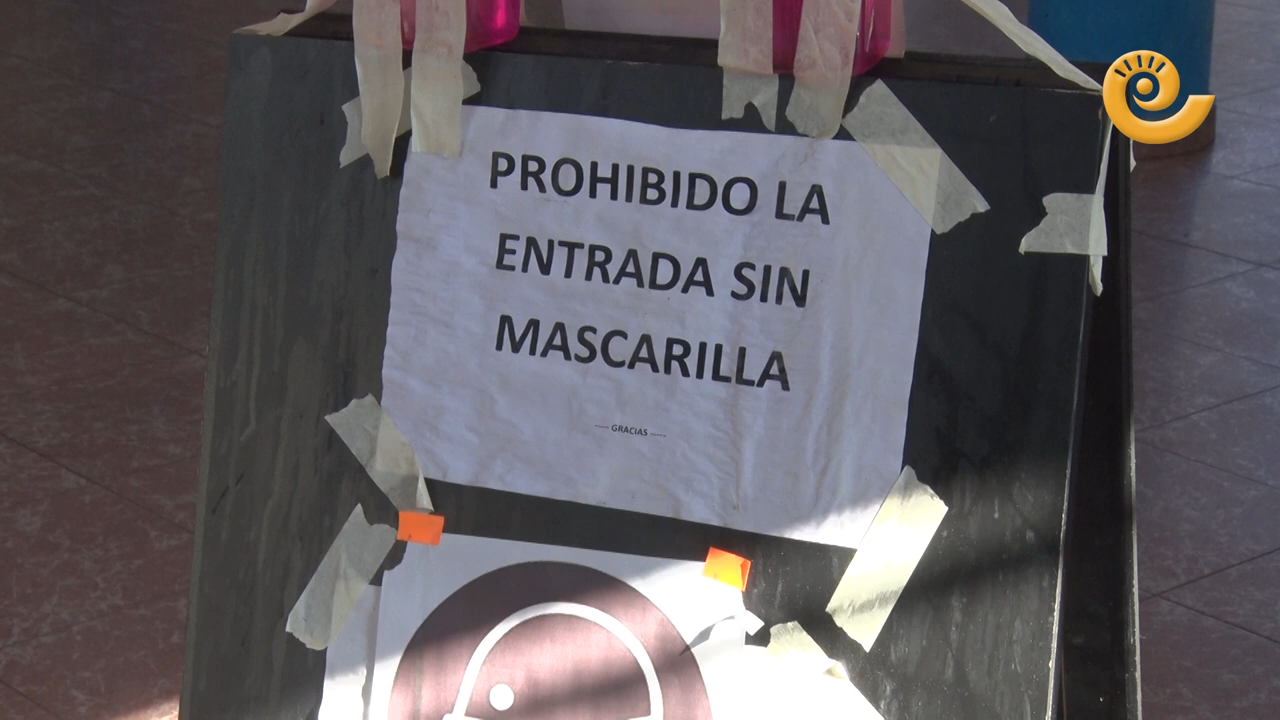 PROHIBIDO LA
ENTRADA SIN
MASCARILLA
---- GRACIAS ----